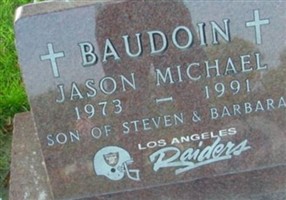 BAUDOIN
JASON MICHAEL
1973 — 1991
SON OF STEVEN & BARBARA
LOS ANGELES
Raiders